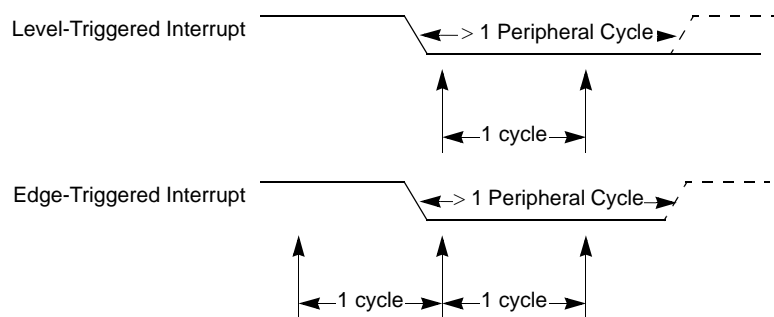 Level-Triggered Interrupt
> 1 Peripheral Cycle
1 cycle
Edge-Triggered Interrupt
> 1 Peripheral Cycle
1 cycle
1 cycle